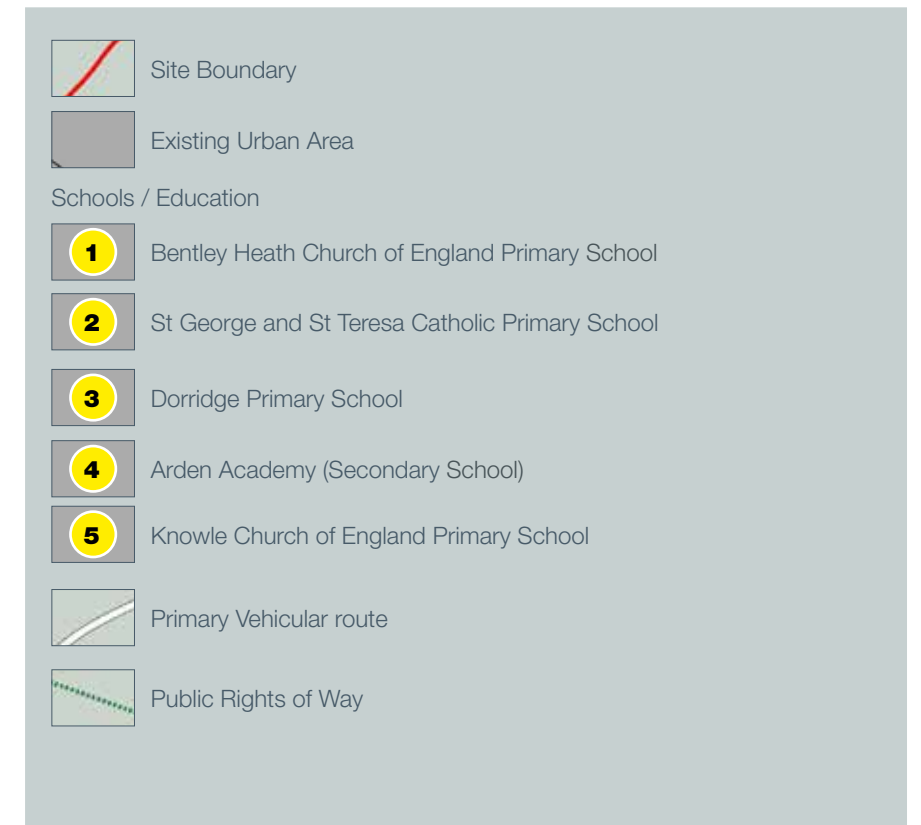 Site Boundary
Existing Urban Area
Schools / Education
1 Bentley Heath Church of England Primary School
2 St George and St Teresa Catholic Primary School
3 Dorridge Primary School
4 Arden Academy (Secondary School)
5 Knowle Church of England Primary School
Primary Vehicular route
Public Rights of Way